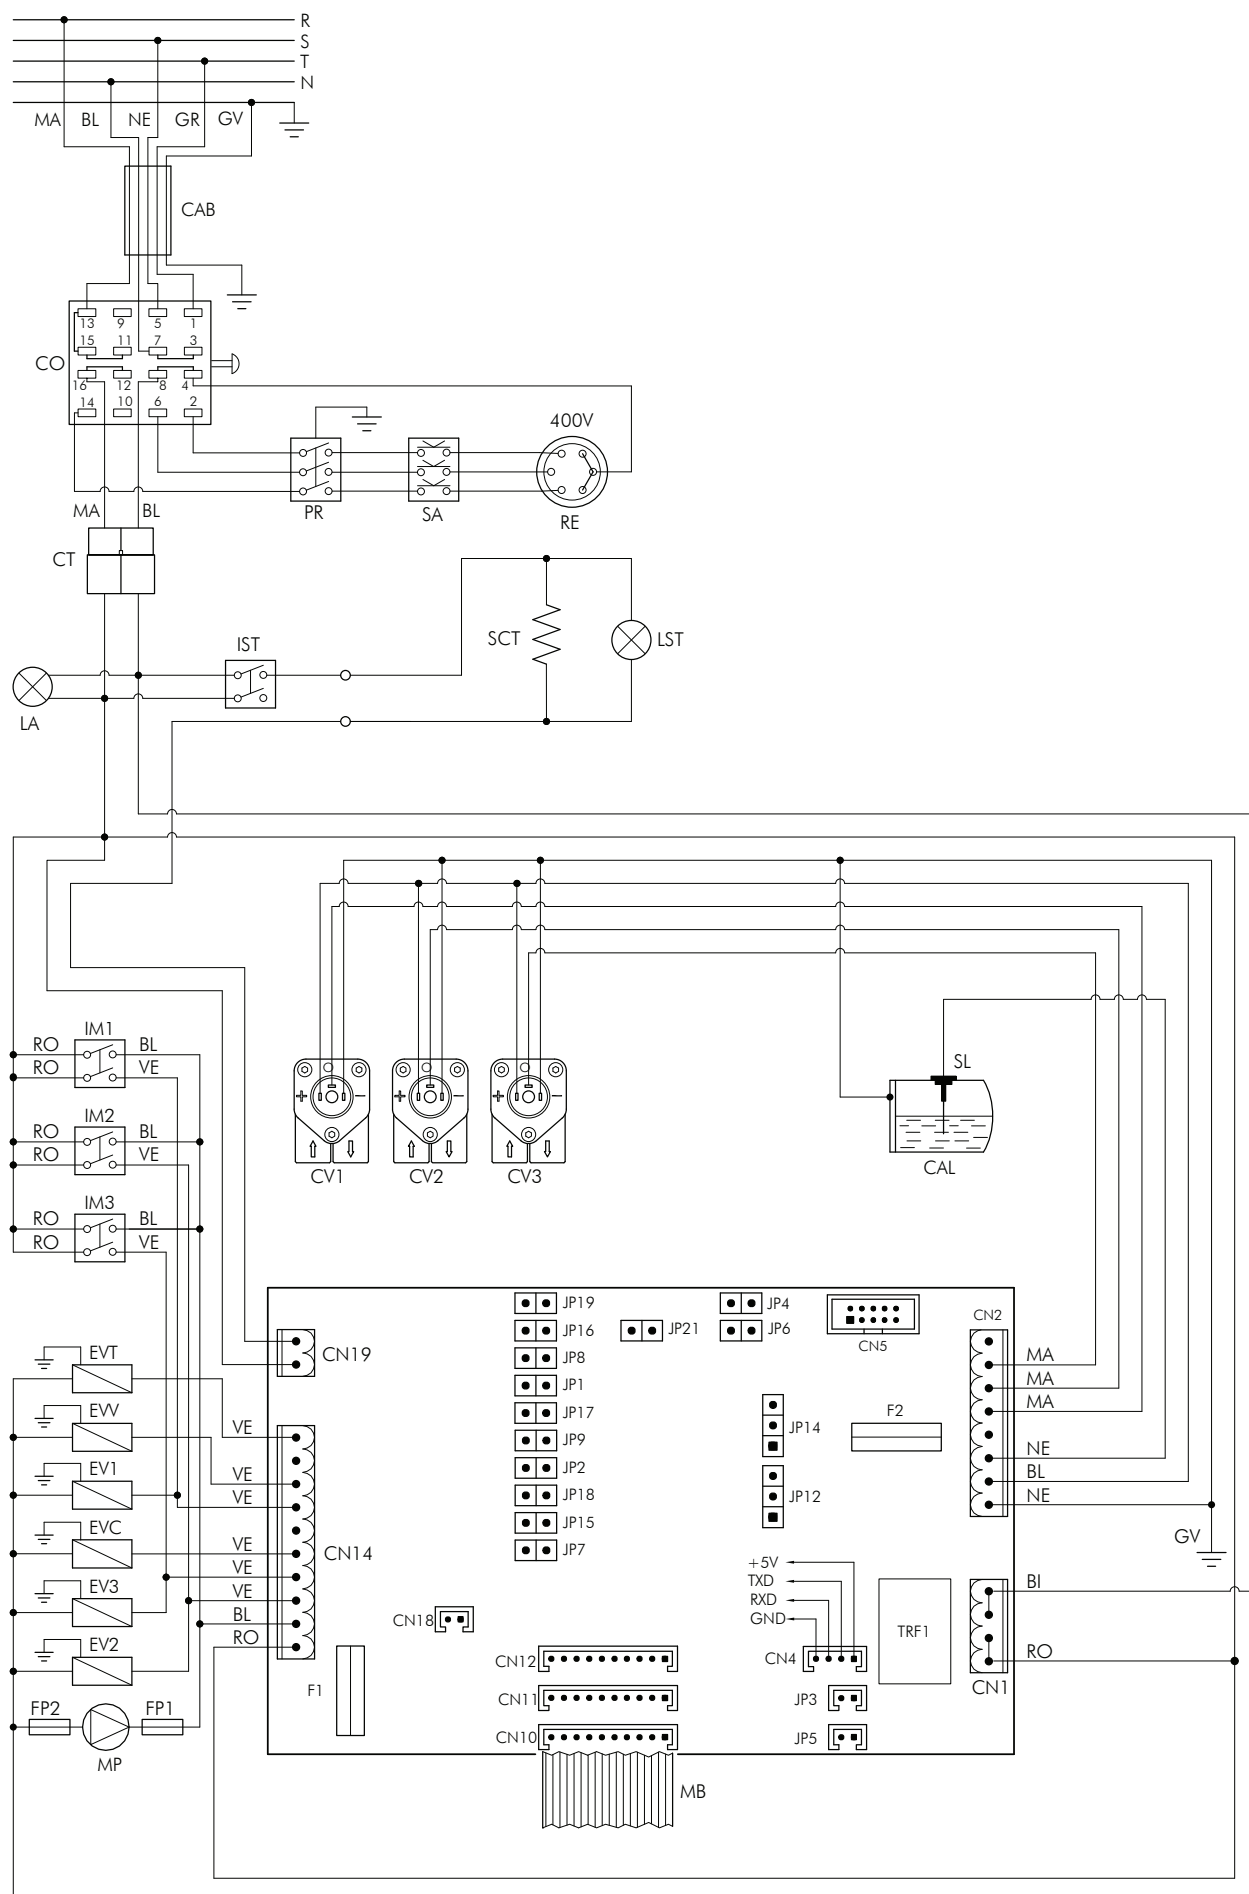 R
S
T
N
MA BL NE GR GV
CAB
13 9 5 1
15 11 7 3
CO
16 12 8 4
14 10 6 2
400V
PR SA RE
MA BL
CT
IST
SCT LST
LA
IM1
RO BL
RO VE
IM2
RO BL
RO VE
IM3
RO BL
RO VE
+ − + − + −
CV1 CV2 CV3
SL
CAL
JP19 JP4
JP16 JP21 JP6
CN5
CN2
CN19
JP8
JP1
JP17
JP9
JP2
JP18
JP15
JP7
JP14
JP12
F2
MA
MA
MA
NE
BL
NE
GV
EVT
EVV
EV1
EVC
EV3
EV2
VE
VE
VE
VE
VE
VE
BL
RO
CN14
+5V
TXD
RXD
GND
TRF1
BI
RO
CN1
CN18
CN12
CN4
CN11
JP3
CN10
JP5
F1
FP2 FP1
MP
MB